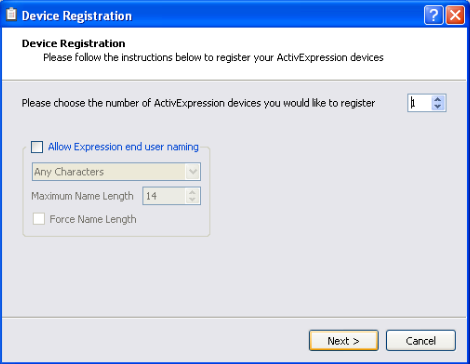 Device Registration
Device Registration
Please follow the instructions below to register your ActivExpression devices
Please choose the number of ActivExpression devices you would like to register 1
Allow Expression end user naming
Any Characters
Maximum Name Length 14
Force Name Length
Next > Cancel